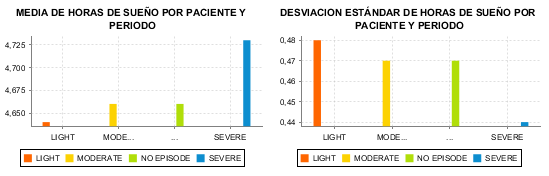 MEDIA DE HORAS DE SUEÑO POR PACIENTE Y
PERIODO
4,725
4,700
4,675
4,650
LIGHT MODE... ... SEVERE
LIGHT MODERATE NO EPISODE SEVERE
DESVIACION ESTÁNDAR DE HORAS DE SUEÑO POR
PACIENTE Y PERIODO
0,48
0,47
0,46
0,45
0,44
LIGHT MODE... ... SEVERE
LIGHT MODERATE NO EPISODE SEVERE